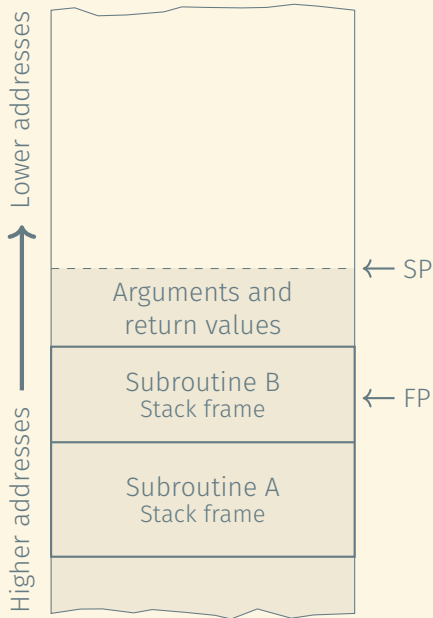 Lower addresses
SP
Arguments and
return values
Subroutine B
Stack frame
FP
Subroutine A
Stack frame
Higher addresses